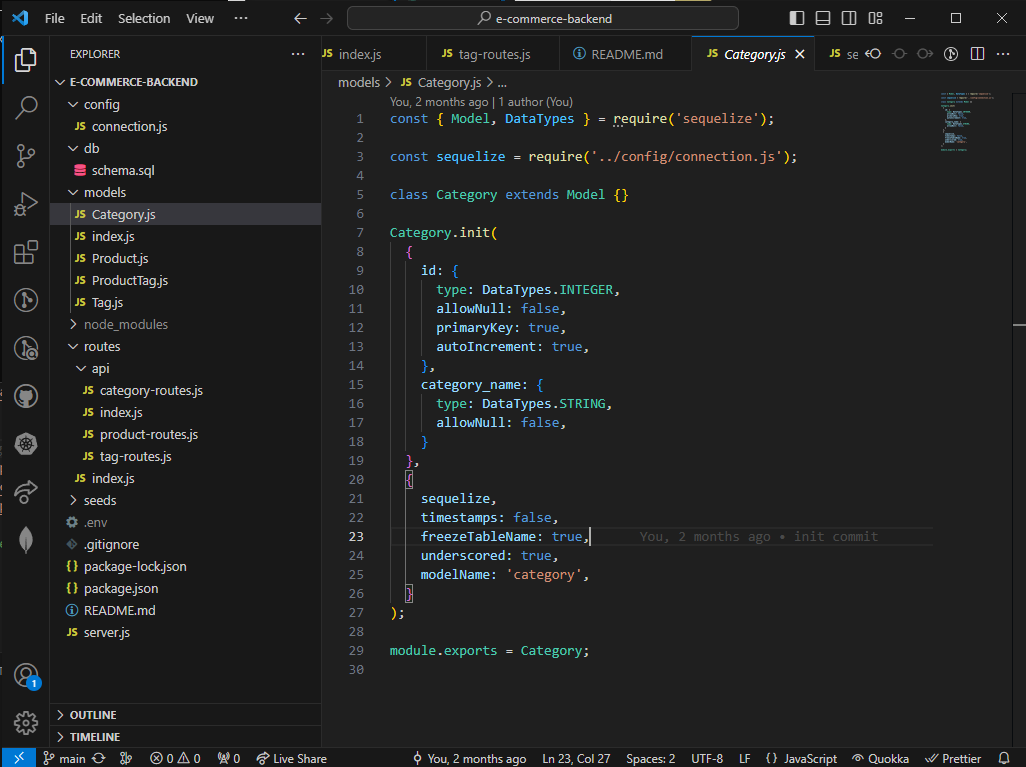 File Edit Selection View ··· e-commerce-backend
EXPLORER ···
E-COMMERCE-BACKEND
config
JS connection.js
db
schema.sql
models
JS Category.js
JS index.js
JS Product.js
JS ProductTag.js
JS Tag.js
node_modules
routes
api
JS category-routes.js
JS index.js
JS product-routes.js
JS tag-routes.js
JS index.js
seeds
.env
.gitignore
{} package-lock.json
{} package.json
README.md
JS server.js
OUTLINE
TIMELINE
1
JS index.js JS tag-routes.js README.md JS Category.js JS se ···
models > JS Category.js > ...
You, 2 months ago | 1 author (You)
1 const { Model, DataTypes } = require('sequelize');
2
3 const sequelize = require('../config/connection.js');
4
5 class Category extends Model {}
6
7 Category.init(
8 {
9 id: {
10 type: DataTypes.INTEGER,
11 allowNull: false,
12 primaryKey: true,
13 autoIncrement: true,
14 },
15 category_name: {
16 type: DataTypes.STRING,
17 allowNull: false,
18 }
19 },
20 {
21 sequelize,
22 timestamps: false,
23 freezeTableName: true, You, 2 months ago • init commit
24 underscored: true,
25 modelName: 'category',
26 }
27 );
28
29 module.exports = Category;
30
main 0 0 0 Live Share You, 2 months ago Ln 23, Col 27 Spaces: 2 UTF-8 LF {} JavaScript Quokka Prettier